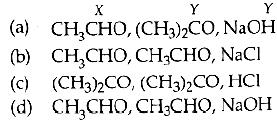 X Y Y
(a) CH₃CHO, (CH₃)₂CO, NaOH
(b) CH₃CHO, CH₃CHO, NaCl
(c) (CH₃)₂CO, (CH₃)₂CO, HCl
(d) CH₃CHO, CH₃CHO, NaOH